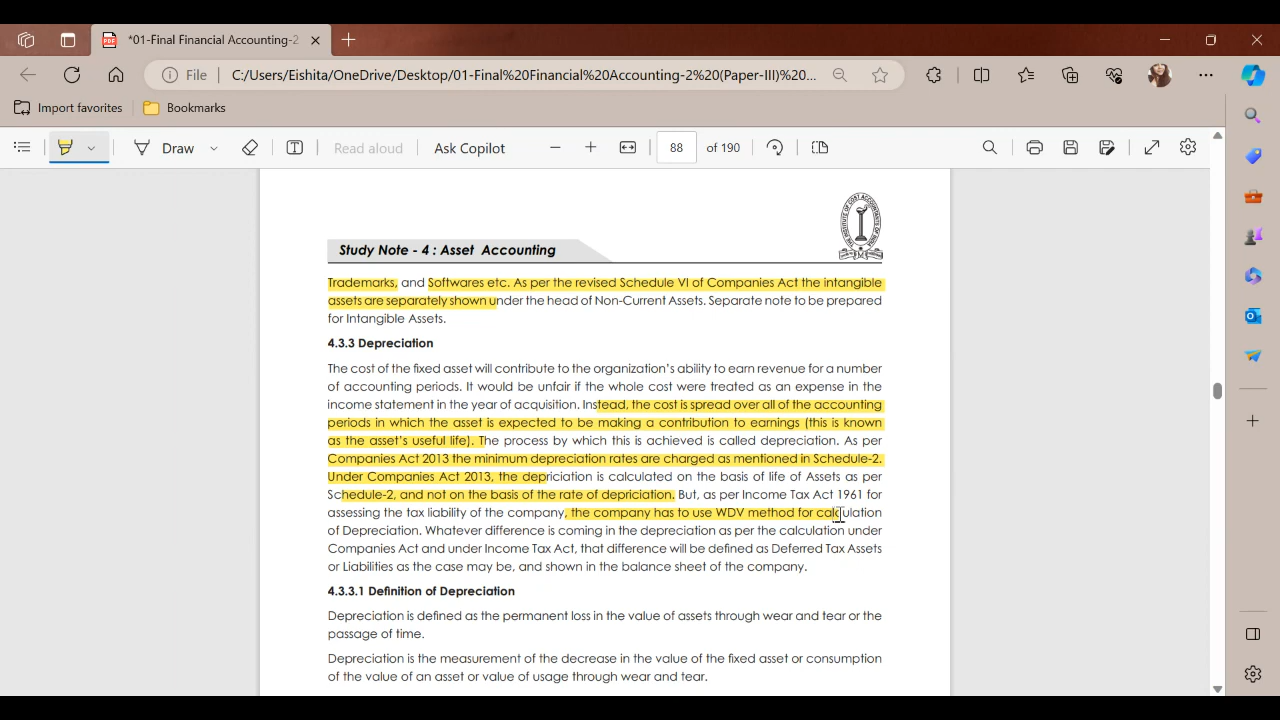 *01-Final Financial Accounting-2
File
C:/Users/Eishita/OneDrive/Desktop/01-Final%20Financial%20Accounting-2%20(Paper-III)%20...
Import favorites
Bookmarks
Draw
Read aloud
Ask Copilot
88
of 190
THE INSTITUTE OF COST ACCOUNTANTS OF INDIA
Study Note - 4 : Asset Accounting
Trademarks, and Softwares etc. As per the revised Schedule VI of Companies Act the intangible
assets are separately shown under the head of Non-Current Assets. Separate note to be prepared
for Intangible Assets.
4.3.3 Depreciation
The cost of the fixed asset will contribute to the organization's ability to earn revenue for a number
of accounting periods. It would be unfair if the whole cost were treated as an expense in the
income statement in the year of acquisition. Instead, the cost is spread over all of the accounting
periods in which the asset is expected to be making a contribution to earnings (this is known
as the asset's useful life). The process by which this is achieved is called depreciation. As per
Companies Act 2013 the minimum depreciation rates are charged as mentioned in Schedule-2.
Under Companies Act 2013, the depriciation is calculated on the basis of life of Assets as per
Schedule-2, and not on the basis of the rate of depriciation. But, as per Income Tax Act 1961 for
assessing the tax liability of the company, the company has to use WDV method for calculation
of Depreciation. Whatever difference is coming in the depreciation as per the calculation under
Companies Act and under Income Tax Act, that difference will be defined as Deferred Tax Assets
or Liabilities as the case may be, and shown in the balance sheet of the company.
4.3.3.1 Definition of Depreciation
Depreciation is defined as the permanent loss in the value of assets through wear and tear or the
passage of time.
Depreciation is the measurement of the decrease in the value of the fixed asset or consumption
of the value of an asset or value of usage through wear and tear.